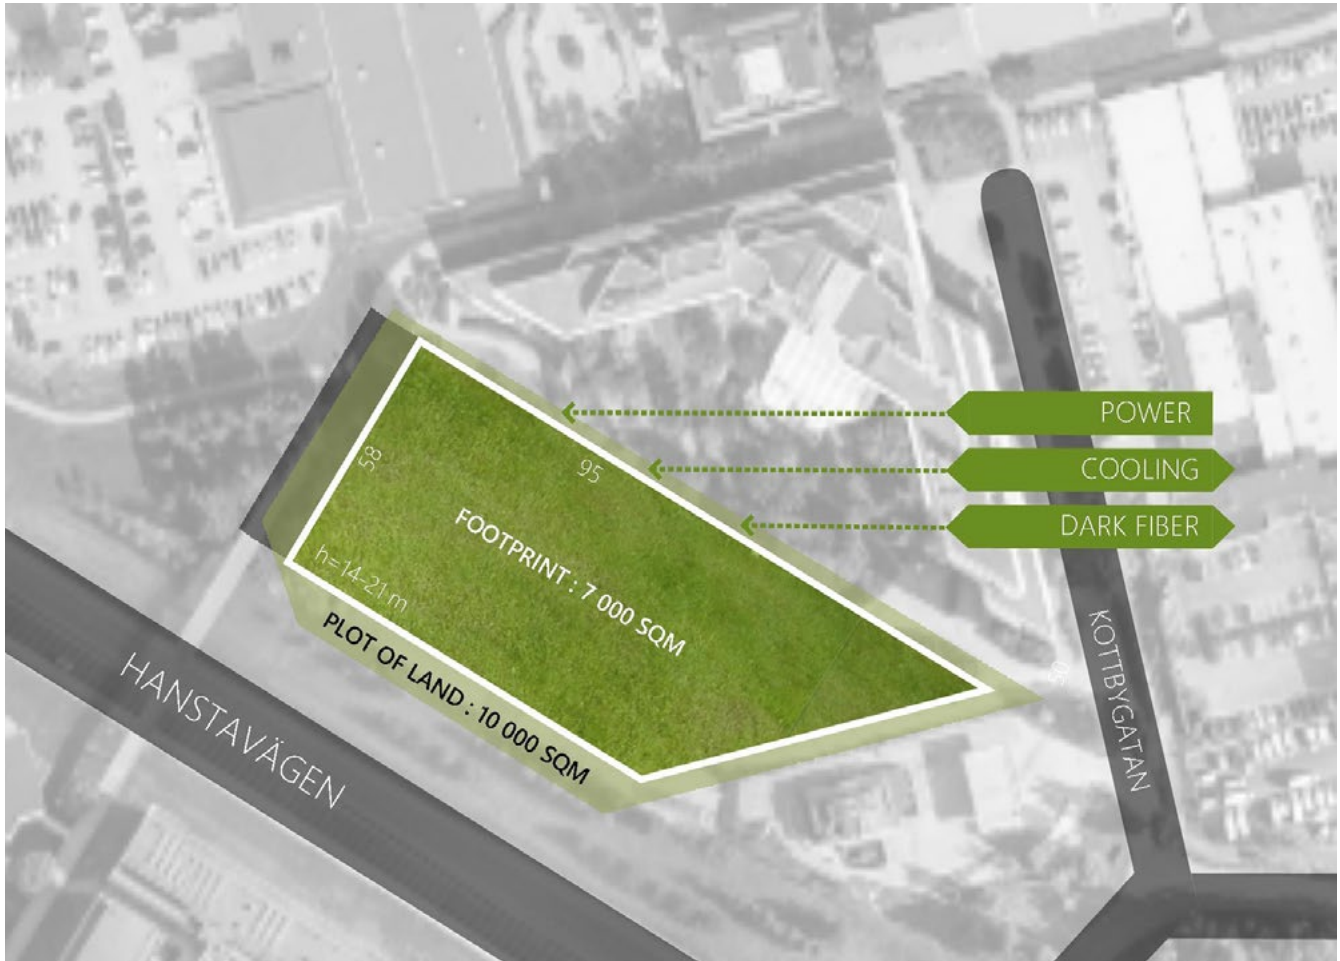 POWER
COOLING
DARK FIBER
58
95
FOOTPRINT : 7 000 SQM
h=14-21 m
PLOT OF LAND : 10 000 SQM
50
HANSTAVÄGEN
KOTTBYGATAN